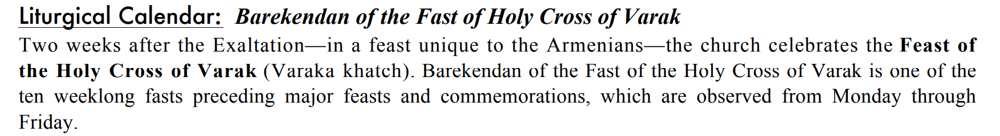 Liturgical Calendar: Barekendan of the Fast of Holy Cross of Varak
Two weeks after the Exaltation—in a feast unique to the Armenians—the church celebrates the Feast of
the Holy Cross of Varak (Varaka khatch). Barekendan of the Fast of the Holy Cross of Varak is one of the
ten weeklong fasts preceding major feasts and commemorations, which are observed from Monday through
Friday.